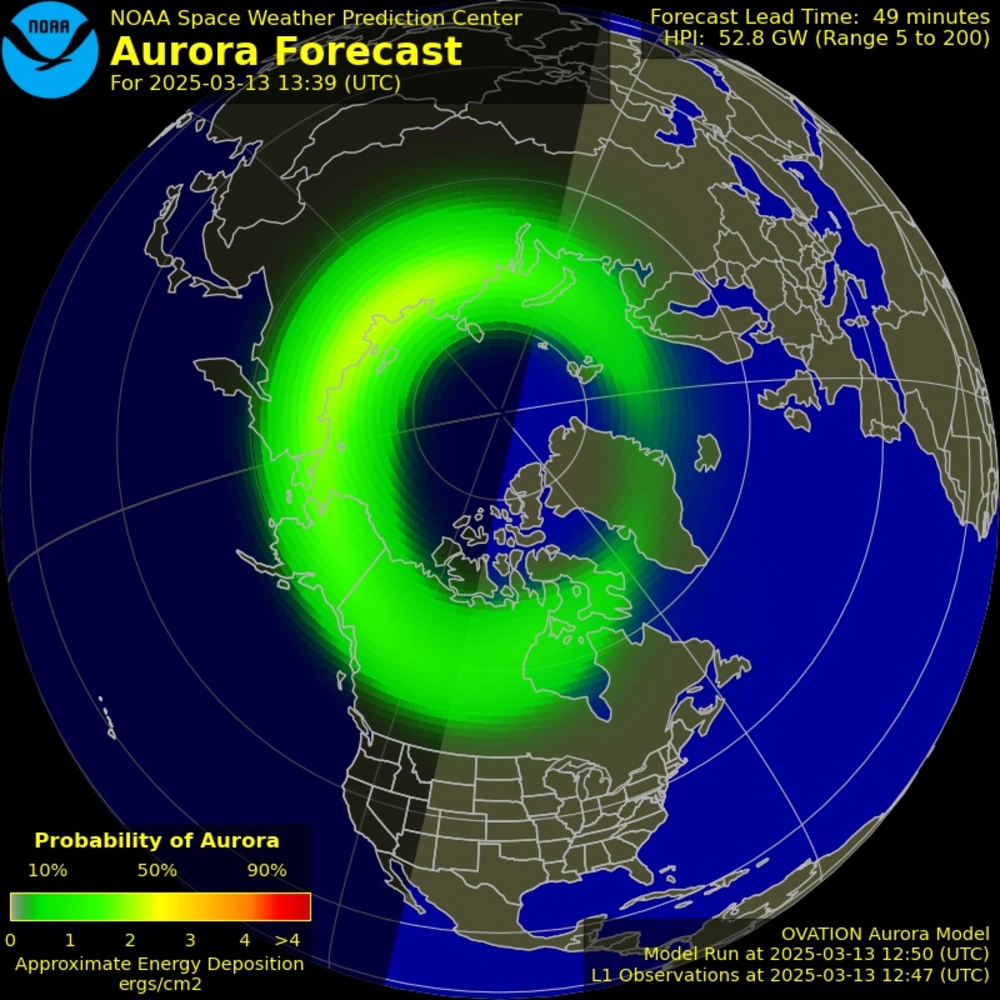 NOAA
NOAA Space Weather Prediction Center
Aurora Forecast
For 2025-03-13 13:39 (UTC)
Forecast Lead Time: 49 minutes
HPI: 52.8 GW (Range 5 to 200)
Probability of Aurora
10% 50% 90%
0 1 2 3 4 >4
Approximate Energy Deposition
ergs/cm2
OVATION Aurora Model
Model Run at 2025-03-13 12:50 (UTC)
L1 Observations at 2025-03-13 12:47 (UTC)